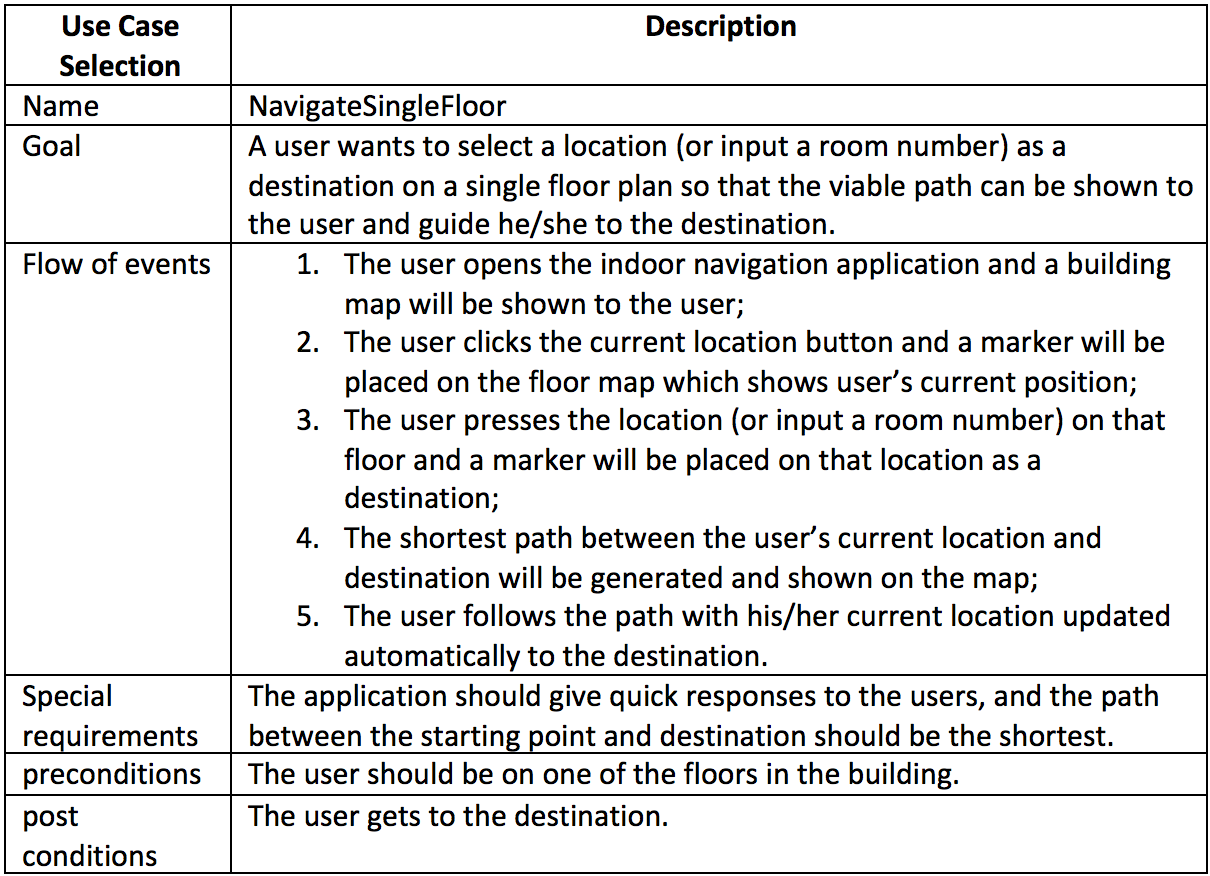 Use Case
Selection
Description
Name
NavigateSingleFloor
Goal
A user wants to select a location (or input a room number) as a
destination on a single floor plan so that the viable path can be shown to
the user and guide he/she to the destination.
Flow of events
1. The user opens the indoor navigation application and a building
map will be shown to the user;
2. The user clicks the current location button and a marker will be
placed on the floor map which shows user’s current position;
3. The user presses the location (or input a room number) on that
floor and a marker will be placed on that location as a
destination;
4. The shortest path between the user’s current location and
destination will be generated and shown on the map;
5. The user follows the path with his/her current location updated
automatically to the destination.
Special
requirements
The application should give quick responses to the users, and the path
between the starting point and destination should be the shortest.
preconditions
The user should be on one of the floors in the building.
post
conditions
The user gets to the destination.